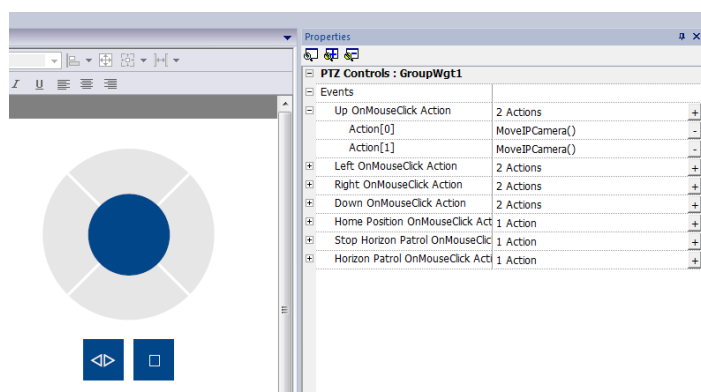 Properties
PTZ Controls : GroupWgt1
I U
Events
Up OnMouseClick Action 2 Actions +
Action[0] MoveIPCamera() -
Action[1] MoveIPCamera() -
Left OnMouseClick Action 2 Actions +
Right OnMouseClick Action 2 Actions +
Down OnMouseClick Action 2 Actions +
Home Position OnMouseClick Act 1 Action +
Stop Horizon Patrol OnMouseClic 1 Action +
Horizon Patrol OnMouseClick Acti 1 Action +